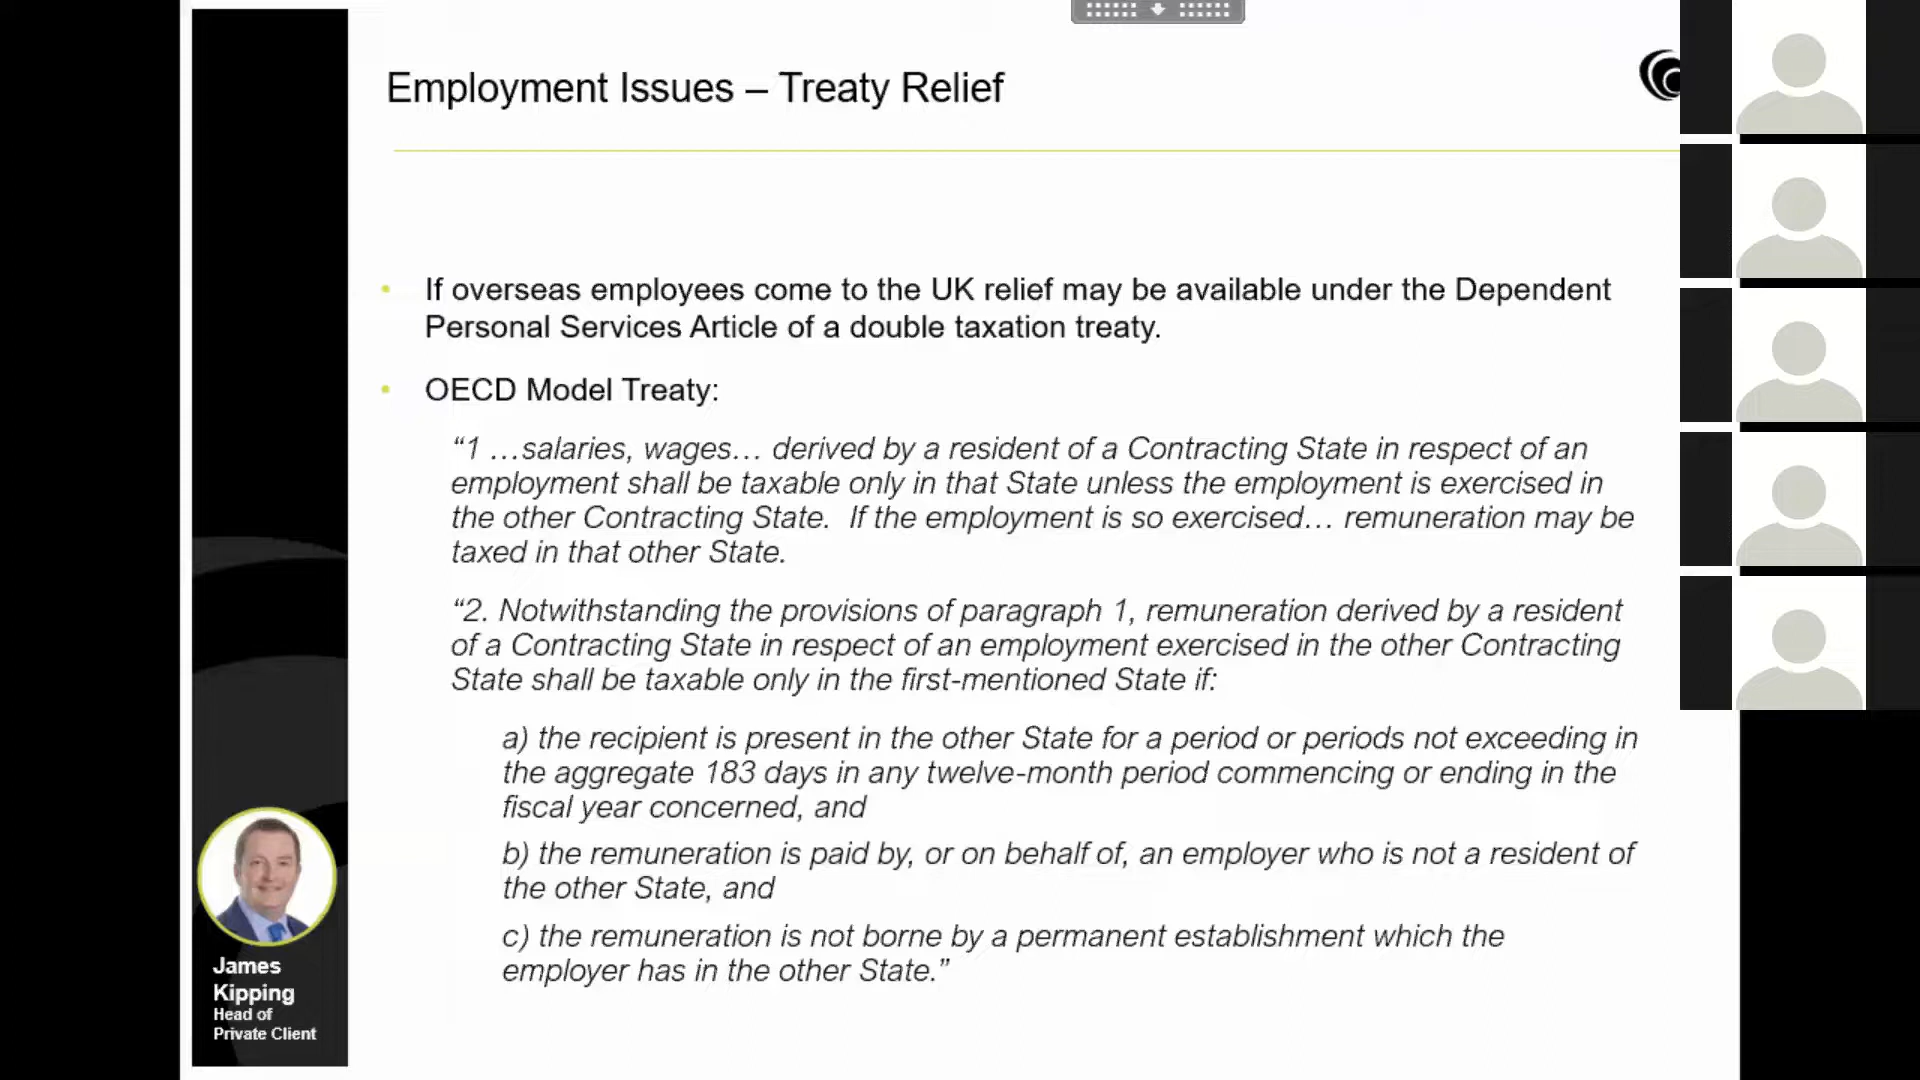 Employment Issues – Treaty Relief
• If overseas employees come to the UK relief may be available under the Dependent
Personal Services Article of a double taxation treaty.
• OECD Model Treaty:
“1 …salaries, wages… derived by a resident of a Contracting State in respect of an
employment shall be taxable only in that State unless the employment is exercised in
the other Contracting State.  If the employment is so exercised… remuneration may be
taxed in that other State.
“2. Notwithstanding the provisions of paragraph 1, remuneration derived by a resident
of a Contracting State in respect of an employment exercised in the other Contracting
State shall be taxable only in the first-mentioned State if:
a) the recipient is present in the other State for a period or periods not exceeding in
the aggregate 183 days in any twelve-month period commencing or ending in the
fiscal year concerned, and
b) the remuneration is paid by, or on behalf of, an employer who is not a resident of
the other State, and
c) the remuneration is not borne by a permanent establishment which the
employer has in the other State.”
James
Kipping
Head of
Private Client